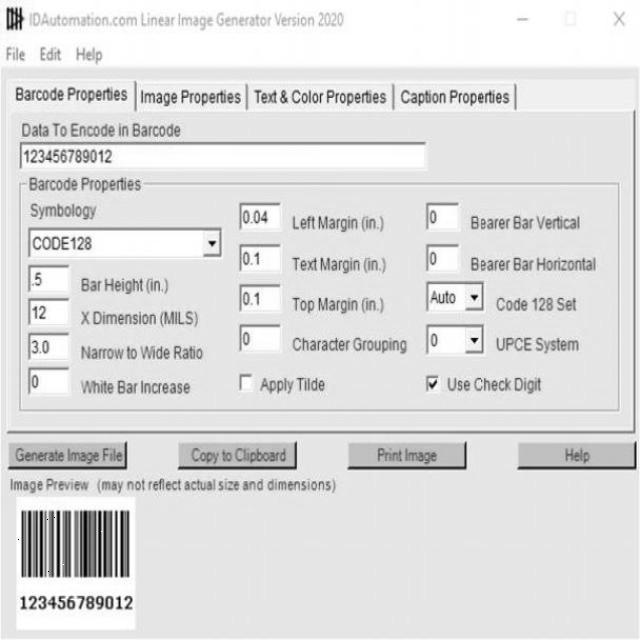 IDAutomation.com Linear Image Generator Version 2020
File Edit Help
Barcode Properties Image Properties Text & Color Properties Caption Properties
Data To Encode in Barcode
123456789012
Barcode Properties
Symbology
CODE128
.5 Bar Height (in.)
12 X Dimension (MILS)
3.0 Narrow to Wide Ratio
0 White Bar Increase
0.04 Left Margin (in.)
0.1 Text Margin (in.)
0.1 Top Margin (in.)
0 Character Grouping
Apply Tilde
0 Bearer Bar Vertical
0 Bearer Bar Horizontal
Auto Code 128 Set
0 UPCE System
Use Check Digit
Generate Image File Copy to Clipboard Print Image Help
Image Preview (may not reflect actual size and dimensions)
123456789012